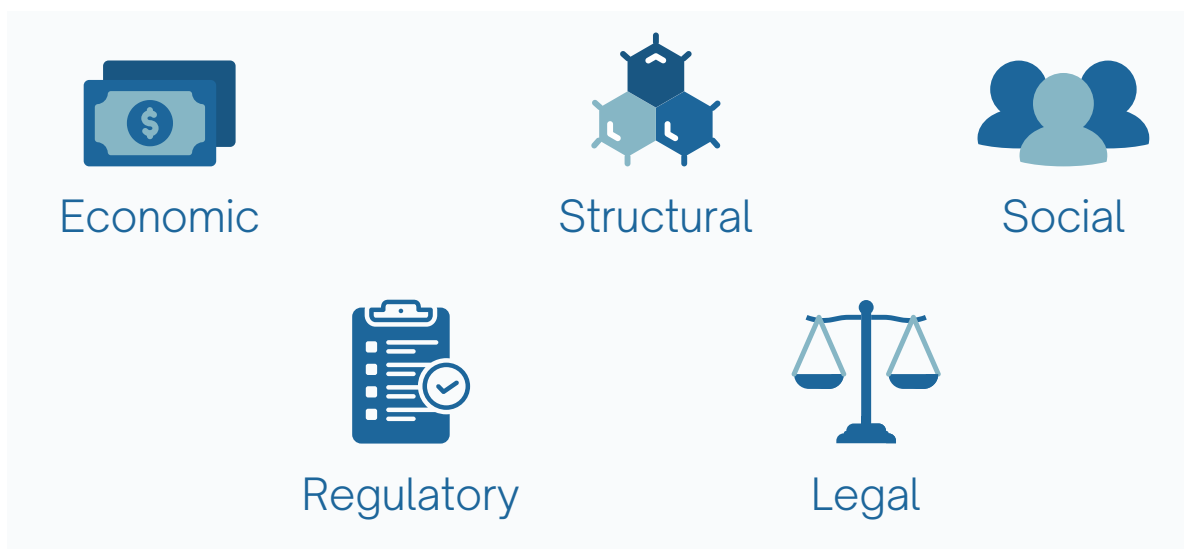 $
Economic
Structural
Social
Regulatory
Legal